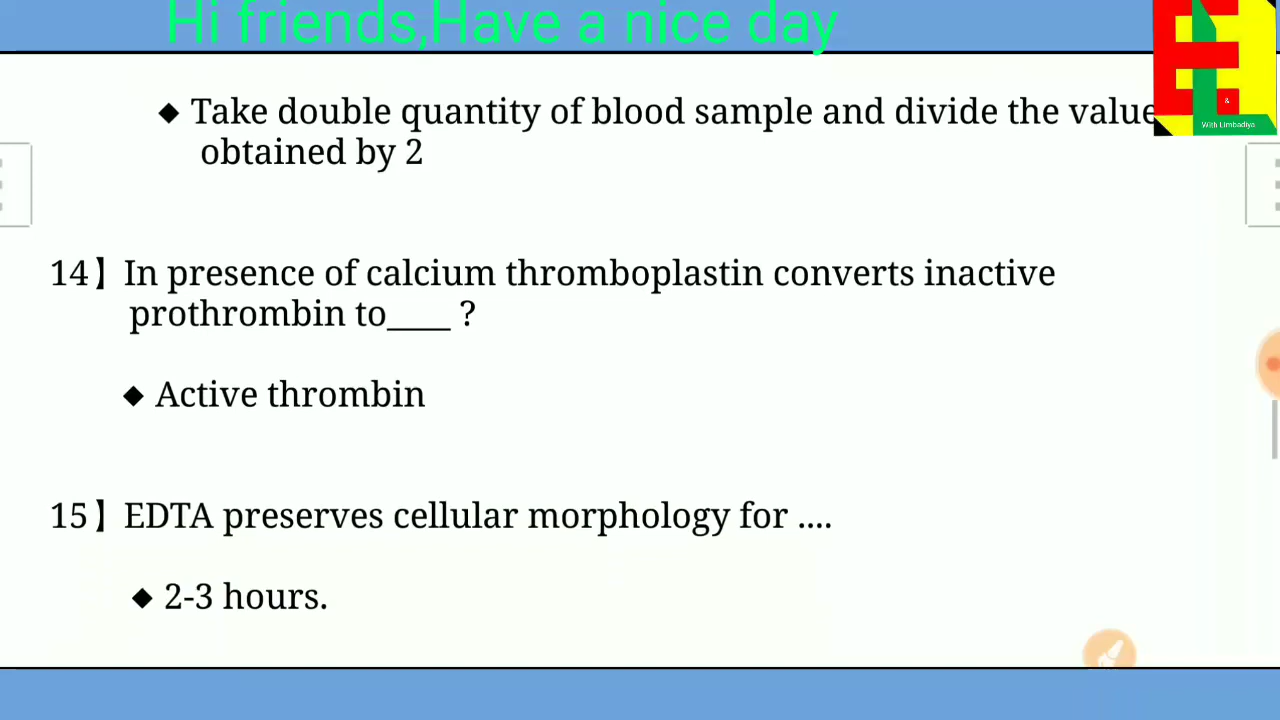 Hi friends,Have a nice day
◆ Take double quantity of blood sample and divide the value
obtained by 2
&
With Limbadiya
14】In presence of calcium thromboplastin converts inactive
prothrombin to____ ?
◆ Active thrombin
15】EDTA preserves cellular morphology for ....
◆ 2-3 hours.